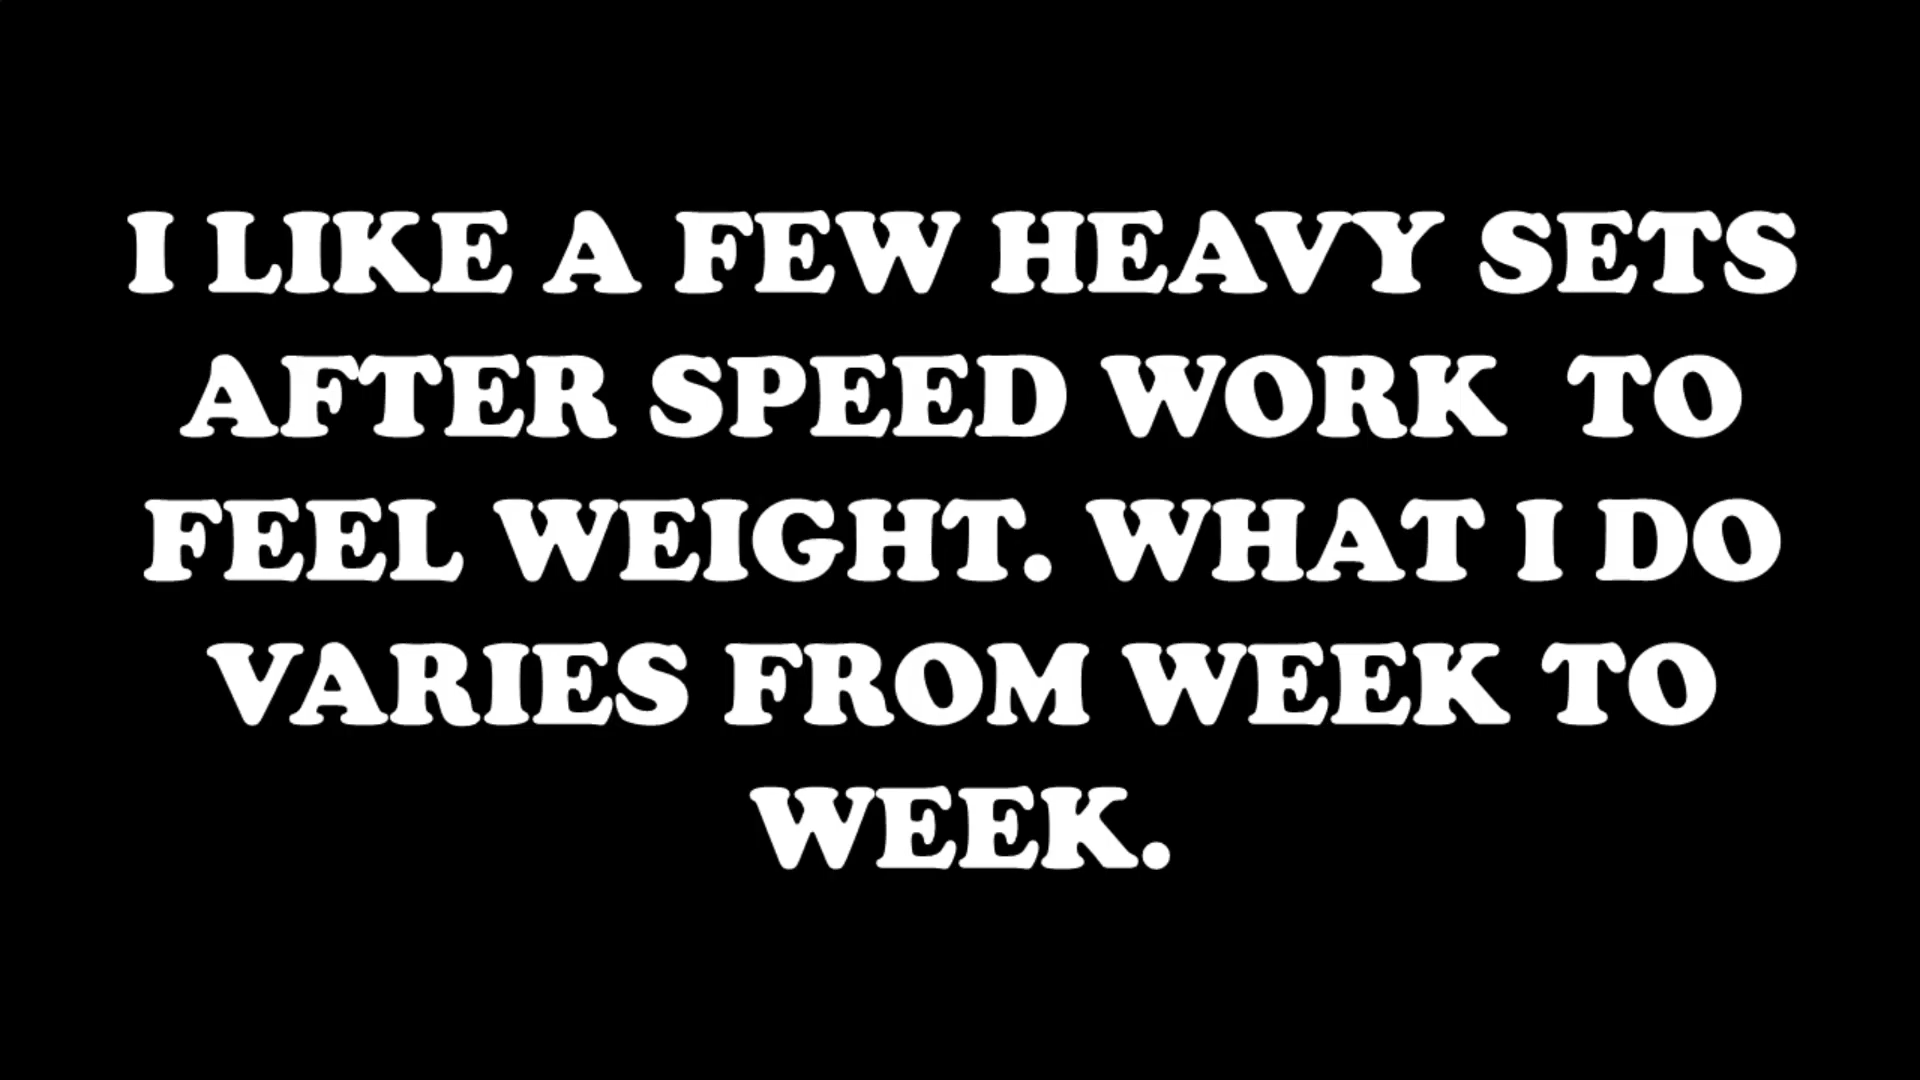 I LIKE A FEW HEAVY SETS
AFTER SPEED WORK  TO
FEEL WEIGHT. WHAT I DO
VARIES FROM WEEK TO
WEEK.